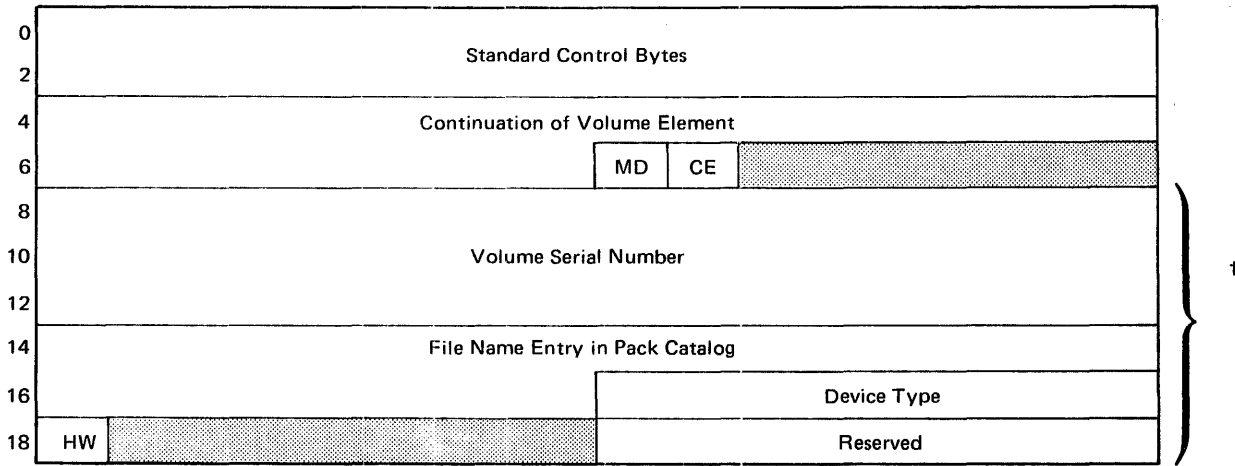 0
Standard Control Bytes
2
4 Continuation of Volume Element
6 MD CE
8
10 Volume Serial Number
12
14 File Name Entry in Pack Catalog
16 Device Type
18 HW Reserved